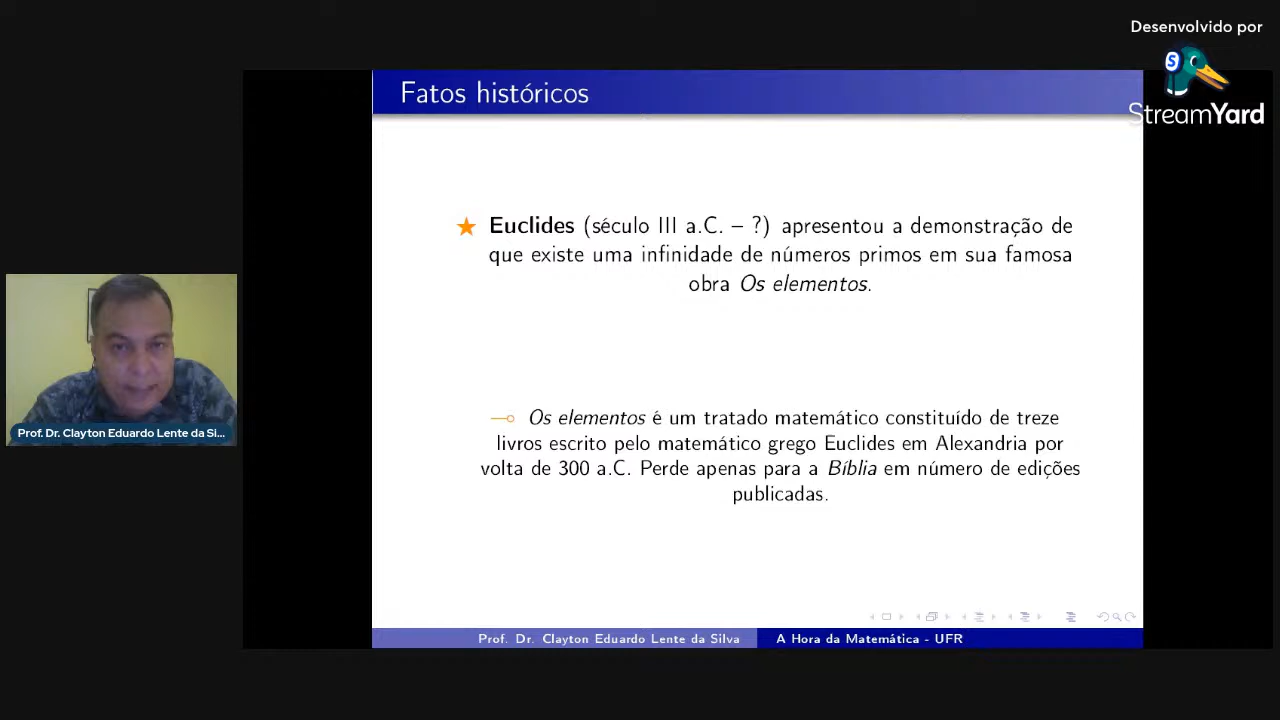 Desenvolvido por
StreamYard
Fatos históricos
Euclides (século III a.C. – ?) apresentou a demonstração de
que existe uma infinidade de números primos em sua famosa
obra Os elementos.
Os elementos é um tratado matemático constituído de treze
livros escrito pelo matemático grego Euclides em Alexandria por
volta de 300 a.C. Perde apenas para a Bíblia em número de edições
publicadas.
Prof. Dr. Clayton Eduardo Lente da Si...
Prof. Dr. Clayton Eduardo Lente da Silva
A Hora da Matemática - UFR